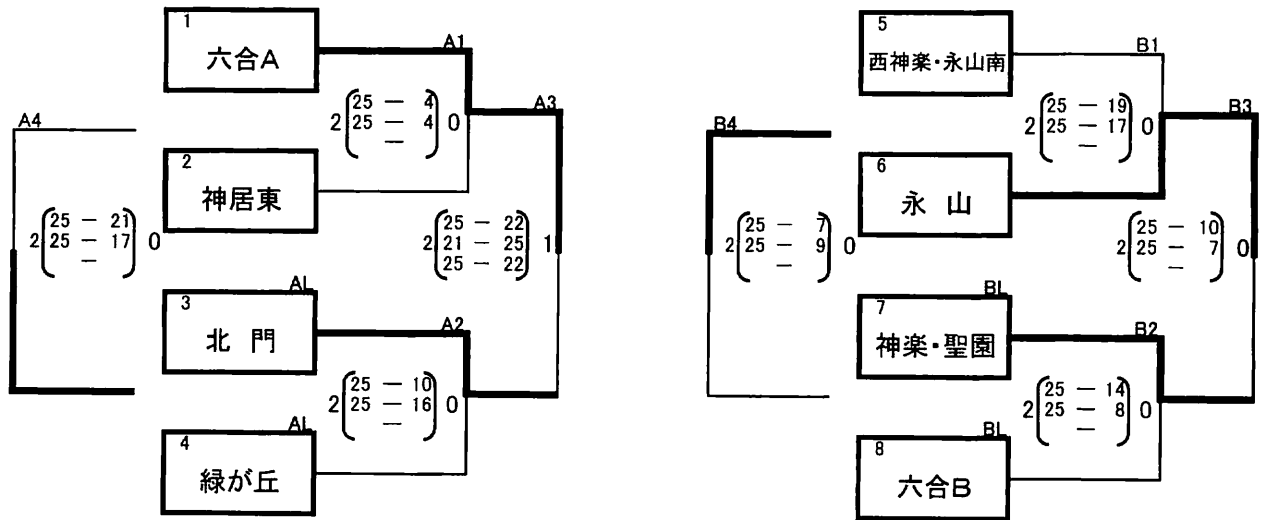 1
六合A
A1
2 25 － 4 0
25 － 4
－
A3
A4
2
神居東
2 25 － 21 0
25 － 17
－
2 25 － 22 1
21 － 25
25 － 22
AL
3
北　門
A2
2 25 － 10 0
25 － 16
－
AL
4
緑が丘
5
西神楽・永山南
B1
2 25 － 19 0
25 － 17
－
B3
B4
6
永　山
2 25 － 7 0
25 － 9
－
2 25 － 10 0
25 － 7
－
BL
7
神楽・聖園
B2
2 25 － 14 0
25 － 8
－
BL
8
六合B